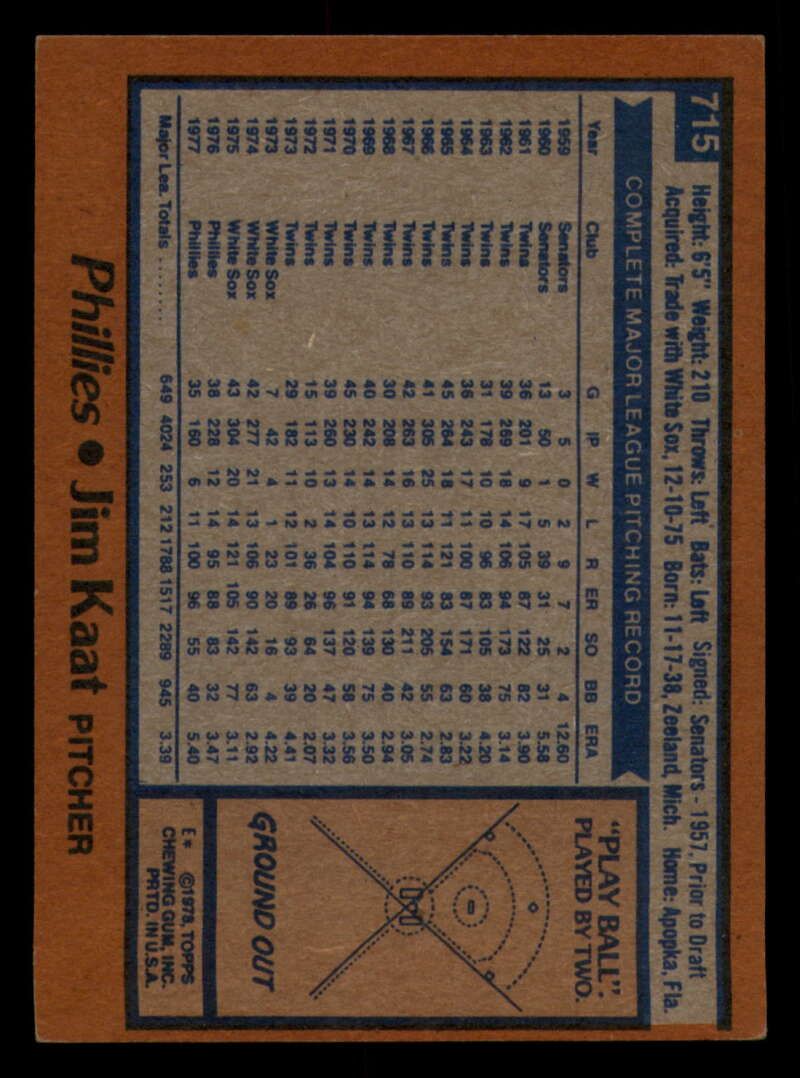 715
Height: 6'5" Weight: 210 Throws: Left Bats: Left Signed: Senators - 1957, Prior to Draft
Acquired: Trade with White Sox, 12-10-75 Born: 11-17-38, Zeeland, Mich. Home: Apopka, Fla.
COMPLETE MAJOR LEAGUE PITCHING RECORD
Year Club G IP W L R ER SO BB ERA
1959 Senators 3 5 0 2 9 7 2 4 12.60
1960 Senators 13 50 1 5 39 31 25 31 5.58
1961 Twins 36 201 9 17 105 87 122 82 3.90
1962 Twins 39 269 18 14 106 94 173 75 3.14
1963 Twins 31 178 10 10 96 83 105 38 4.20
1964 Twins 36 243 17 11 100 87 171 60 3.22
1965 Twins 45 264 18 11 121 83 154 63 2.83
1966 Twins 41 305 25 13 114 93 205 55 2.74
1967 Twins 42 263 16 13 110 89 211 42 3.05
1968 Twins 30 208 14 12 78 68 130 40 2.94
1969 Twins 40 242 14 13 114 94 139 75 3.50
1970 Twins 45 230 14 10 110 91 120 58 3.56
1971 Twins 39 260 13 14 104 96 137 47 3.32
1972 Twins 15 113 10 2 36 26 64 20 2.07
1973 Twins 29 182 11 12 101 89 93 39 4.41
1973 White Sox 7 42 4 1 23 20 16 4 4.22
1974 White Sox 42 277 21 13 106 90 142 63 2.92
1975 White Sox 43 304 20 14 121 105 142 77 3.11
1976 Phillies 38 228 12 14 95 88 83 32 3.47
1977 Phillies 35 160 6 11 100 96 55 40 5.40
Major Lea. Totals ........ 649 4024 253 212 1788 1517 2289 945 3.39
"PLAY BALL":
PLAYED BY TWO.
GROUND OUT
E* ©1978, TOPPS
CHEWING GUM, INC.
PRTD. IN U.S.A.
Phillies • Jim Kaat PITCHER